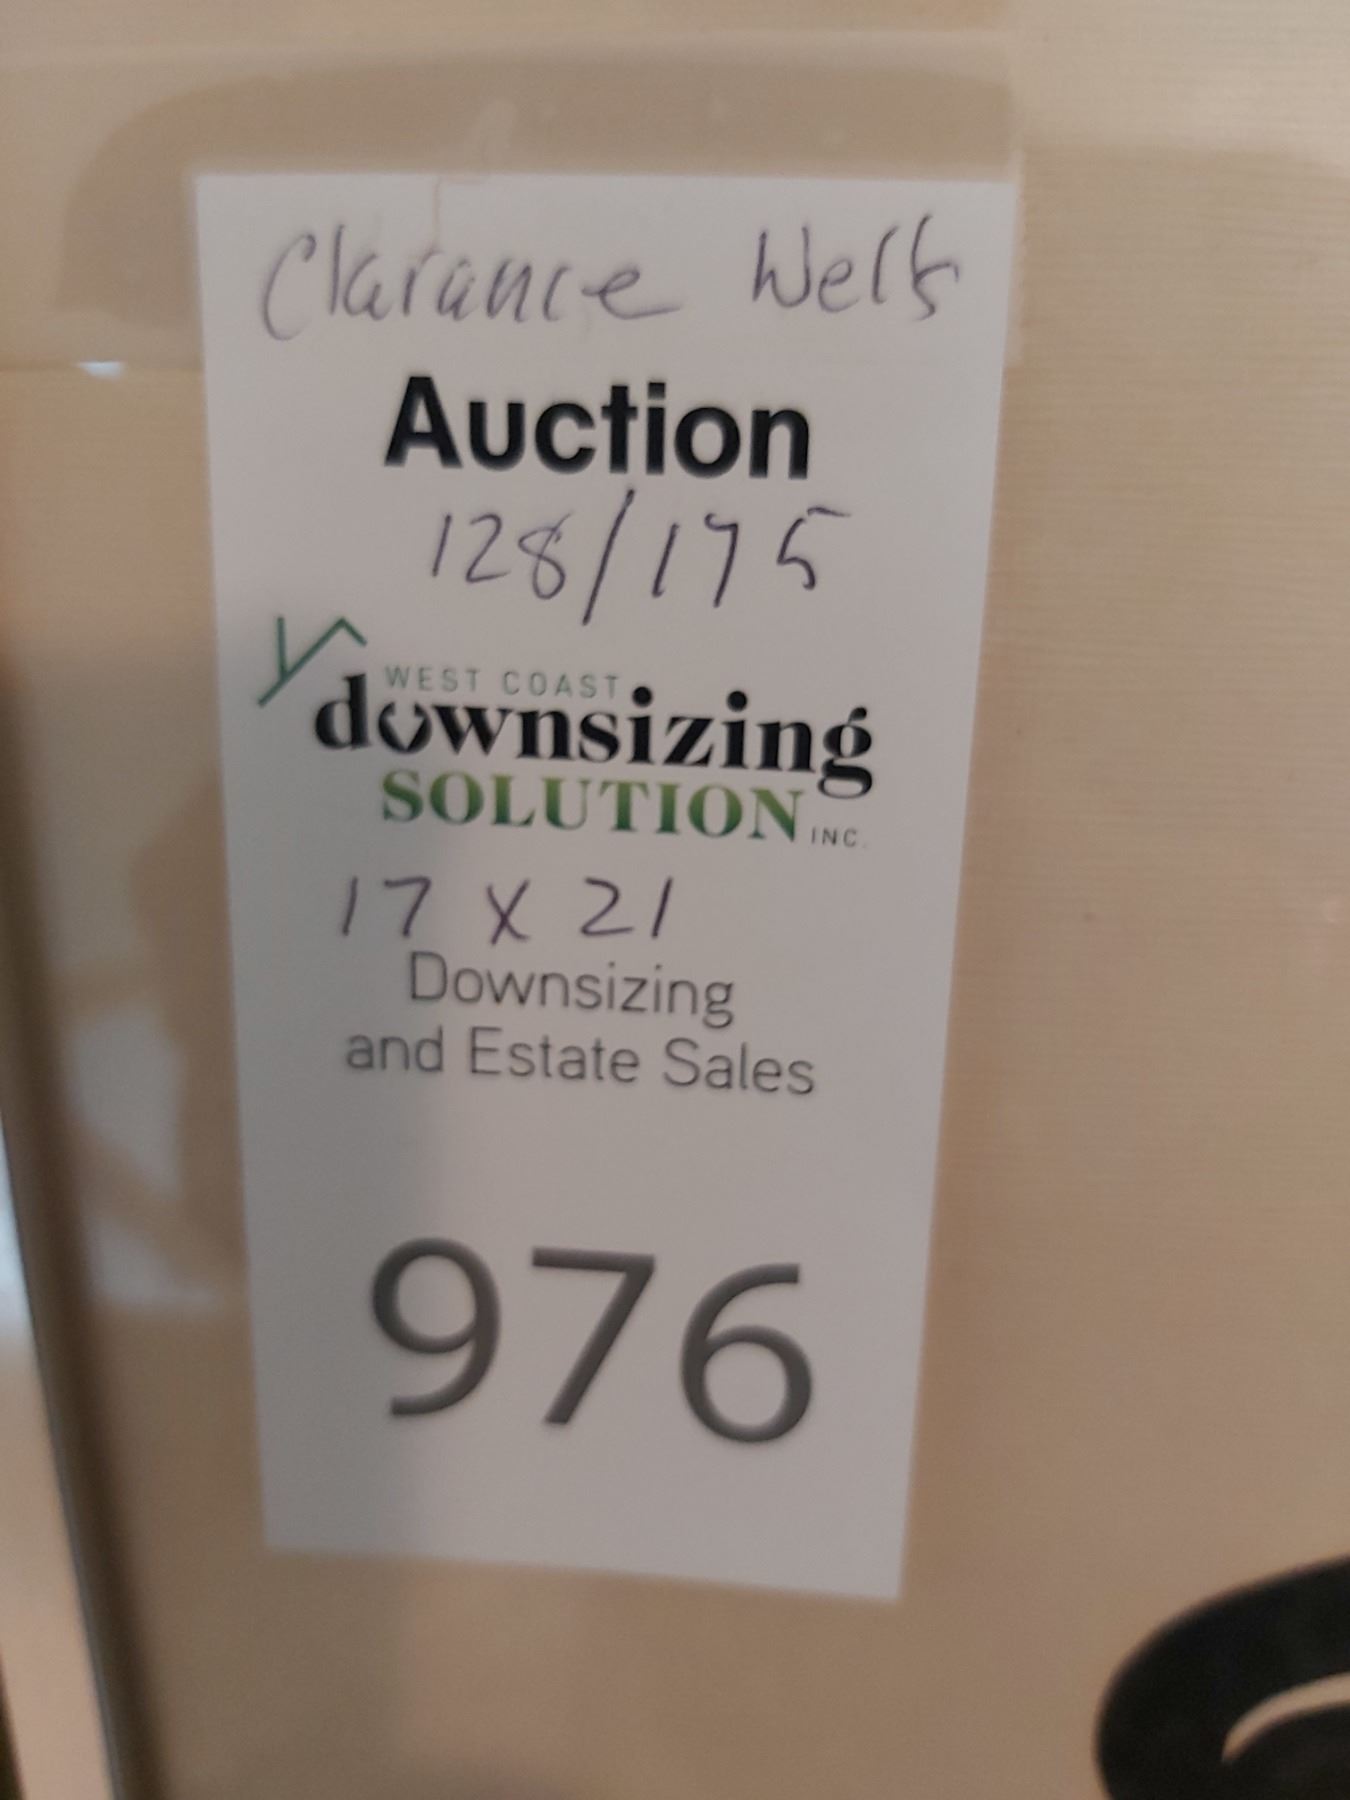 Clarance Wells
Auction
128/175
WEST COAST
downsizing
SOLUTION INC.
17 x 21
Downsizing
and Estate Sales
976